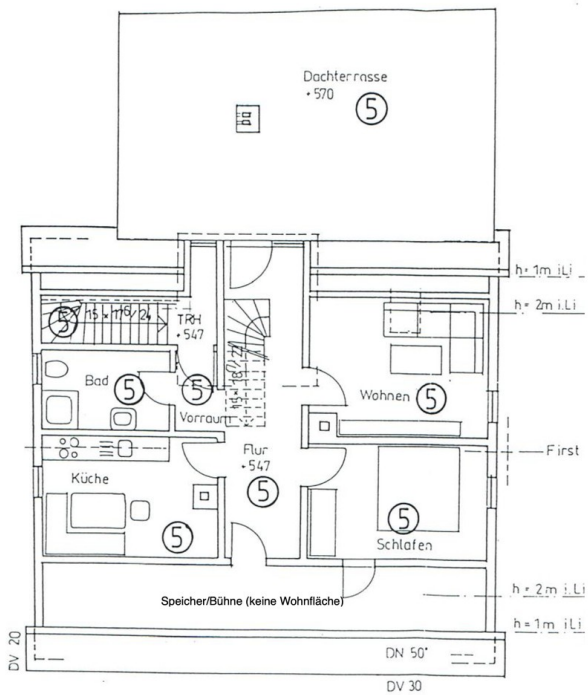 Dachterrasse
+570 5
h= 1m i.Li
h= 2m i.Li
5 15 x 17⁶/24
TRH
+547
Bad 5
5
Vorraum
Wohnen 5
Flur
+547
5
First
Küche
5
5
Schlafen
Speicher/Bühne (keine Wohnfläche)
h = 2m i.Li
h= 1m i.Li
DV 20
DN 50°
DV 30